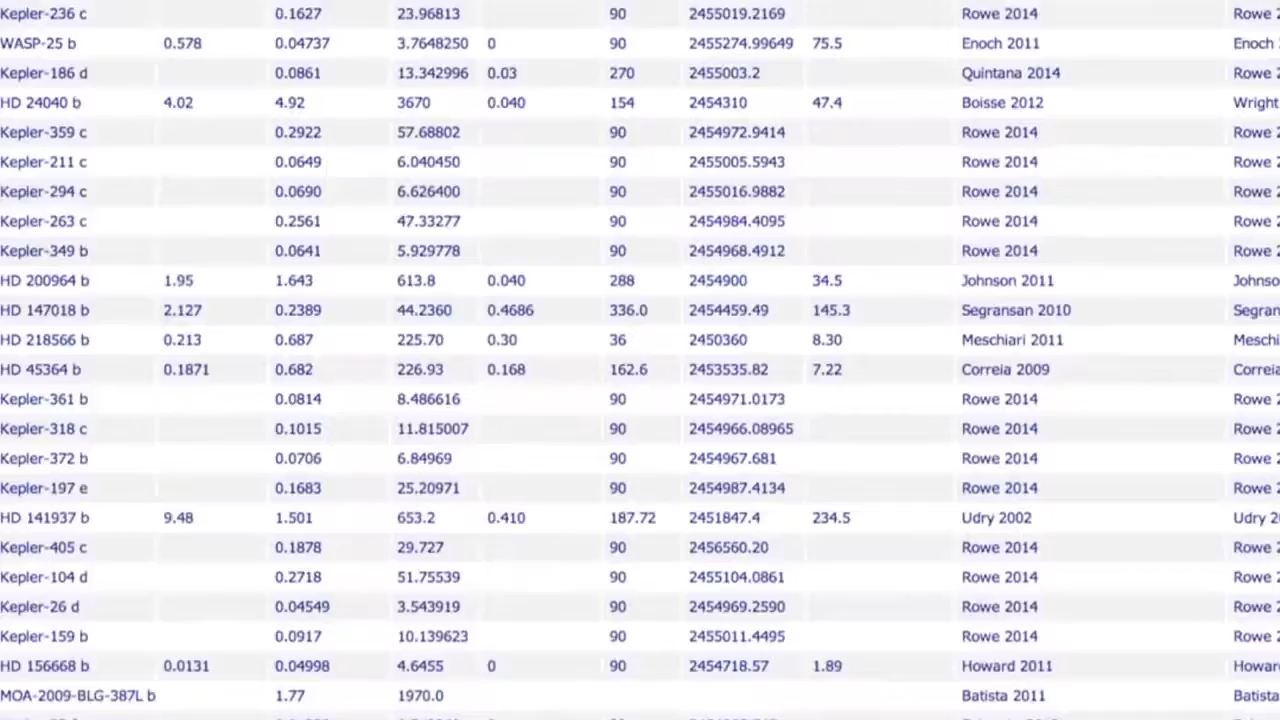 Kepler-236 c 0.1627 23.96813 90 2455019.2169 Rowe 2014 Rowe
WASP-25 b 0.578 0.04737 3.7648250 0 90 2455274.99649 75.5 Enoch 2011 Enoch
Kepler-186 d 0.0861 13.342996 0.03 270 2455003.2 Quintana 2014 Rowe 2
HD 24040 b 4.02 4.92 3670 0.040 154 2454310 47.4 Boisse 2012 Wright
Kepler-359 c 0.2922 57.68802 90 2454972.9414 Rowe 2014 Rowe 2
Kepler-211 c 0.0649 6.040450 90 2455005.5943 Rowe 2014 Rowe 2
Kepler-294 c 0.0690 6.626400 90 2455016.9882 Rowe 2014 Rowe 2
Kepler-263 c 0.2561 47.33277 90 2454984.4095 Rowe 2014 Rowe 2
Kepler-349 b 0.0641 5.929778 90 2454968.4912 Rowe 2014 Rowe 2
HD 200964 b 1.95 1.643 613.8 0.040 288 2454900 34.5 Johnson 2011 Johnso
HD 147018 b 2.127 0.2389 44.2360 0.4686 336.0 2454459.49 145.3 Segransan 2010 Segran
HD 218566 b 0.213 0.687 225.70 0.30 36 2450360 8.30 Meschiari 2011 Meschi
HD 45364 b 0.1871 0.682 226.93 0.168 162.6 2453535.82 7.22 Correia 2009 Correia
Kepler-361 b 0.0814 8.486616 90 2454971.0173 Rowe 2014 Rowe 2
Kepler-318 c 0.1015 11.815007 90 2454966.08965 Rowe 2014 Rowe 2
Kepler-372 b 0.0706 6.84969 90 2454967.681 Rowe 2014 Rowe 2
Kepler-197 e 0.1683 25.20971 90 2454987.4134 Rowe 2014 Rowe 2
HD 141937 b 9.48 1.501 653.2 0.410 187.72 2451847.4 234.5 Udry 2002 Udry 2
Kepler-405 c 0.1878 29.727 90 2456560.20 Rowe 2014 Rowe 2
Kepler-104 d 0.2718 51.75539 90 2455104.0861 Rowe 2014 Rowe 2
Kepler-26 d 0.04549 3.543919 90 2454969.2590 Rowe 2014 Rowe 2
Kepler-159 b 0.0917 10.139623 90 2455011.4495 Rowe 2014 Rowe 2
HD 156668 b 0.0131 0.04998 4.6455 0 90 2454718.57 1.89 Howard 2011 Howar
MOA-2009-BLG-387L b 1.77 1970.0 Batista 2011 Batista